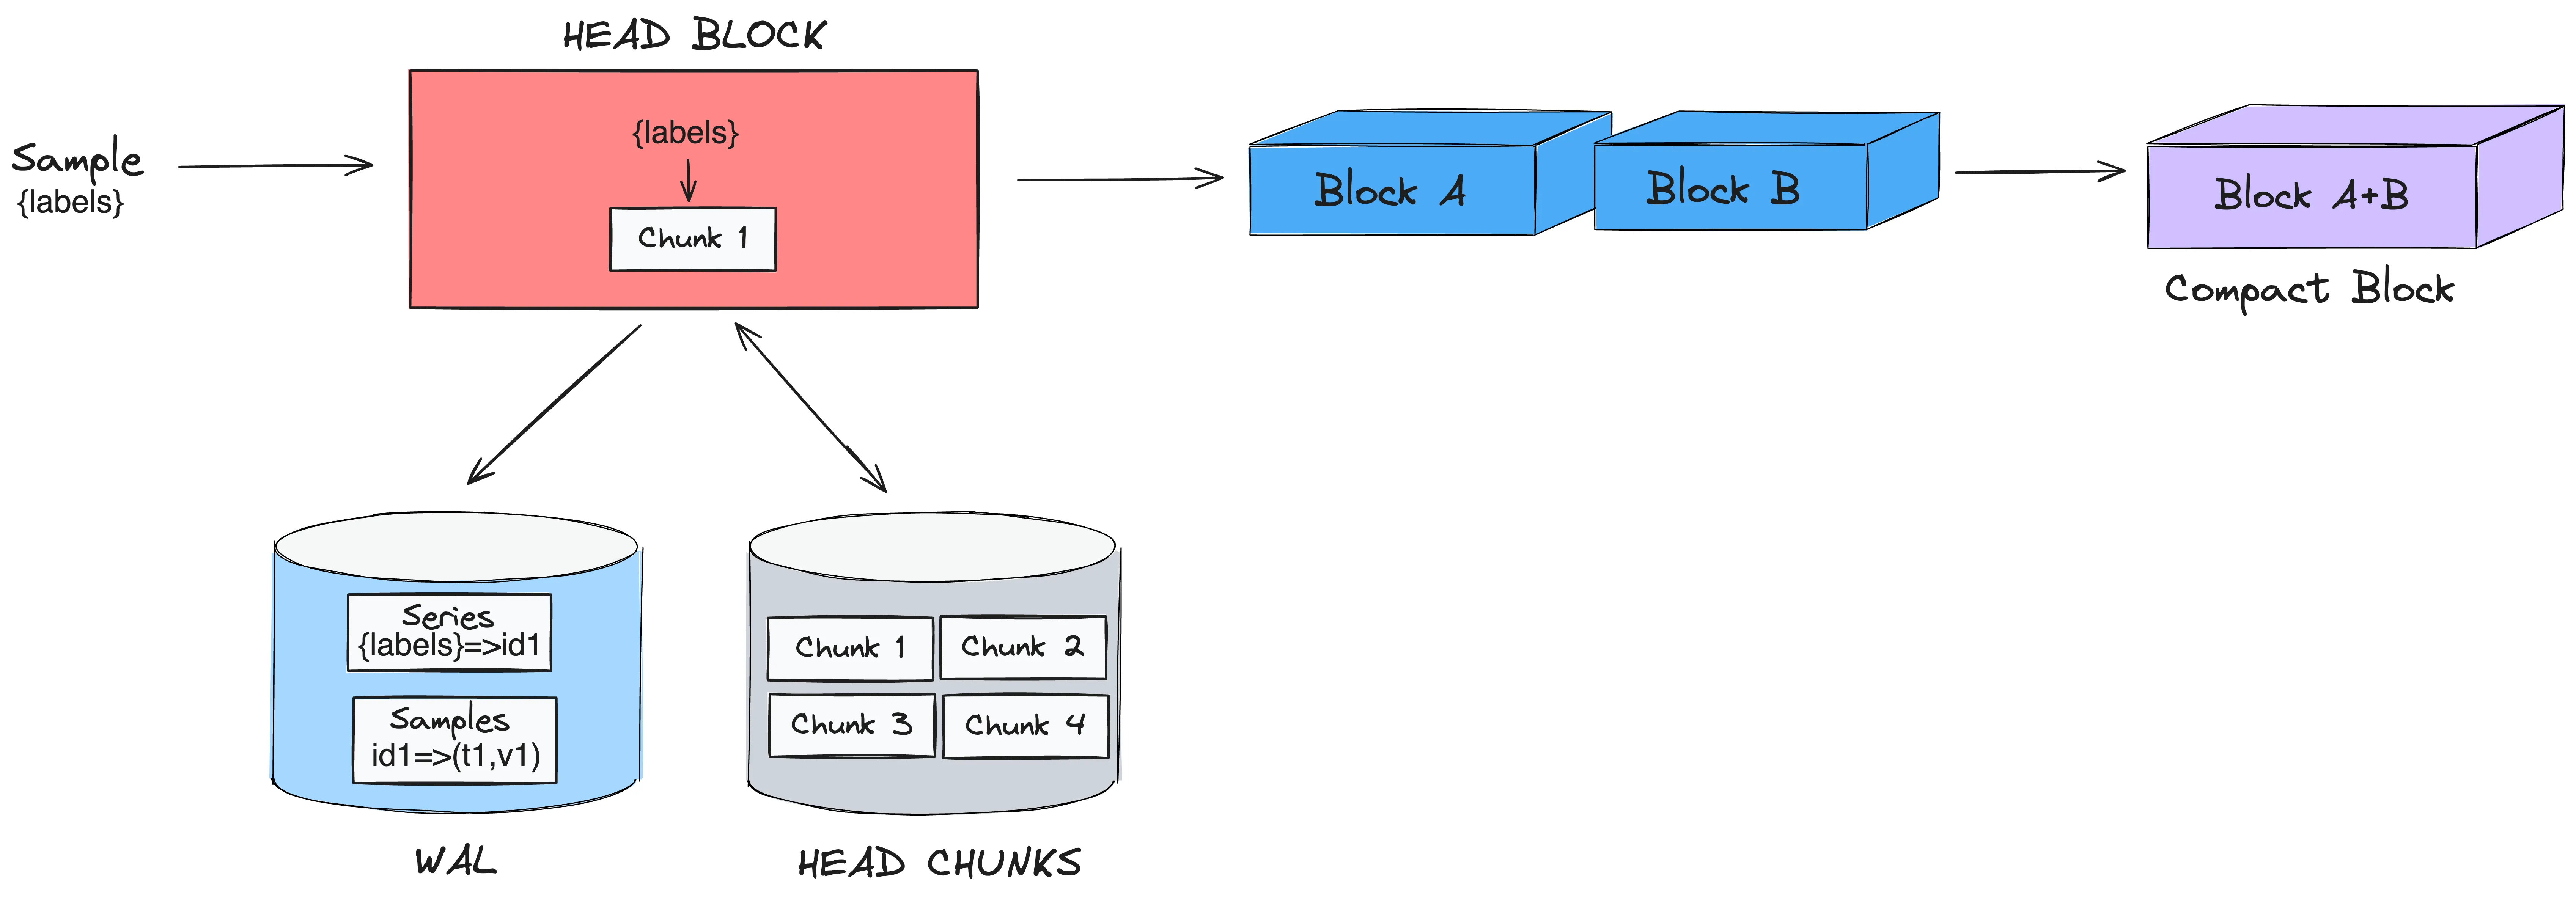 HEAD BLOCK
Sample
{labels}
{labels}
Chunk 1
Block A
Block B
Block A+B
Compact Block
Series
{labels}=>id1
Samples
id1=>(t1,v1)
WAL
Chunk 1
Chunk 2
Chunk 3
Chunk 4
HEAD CHUNKS